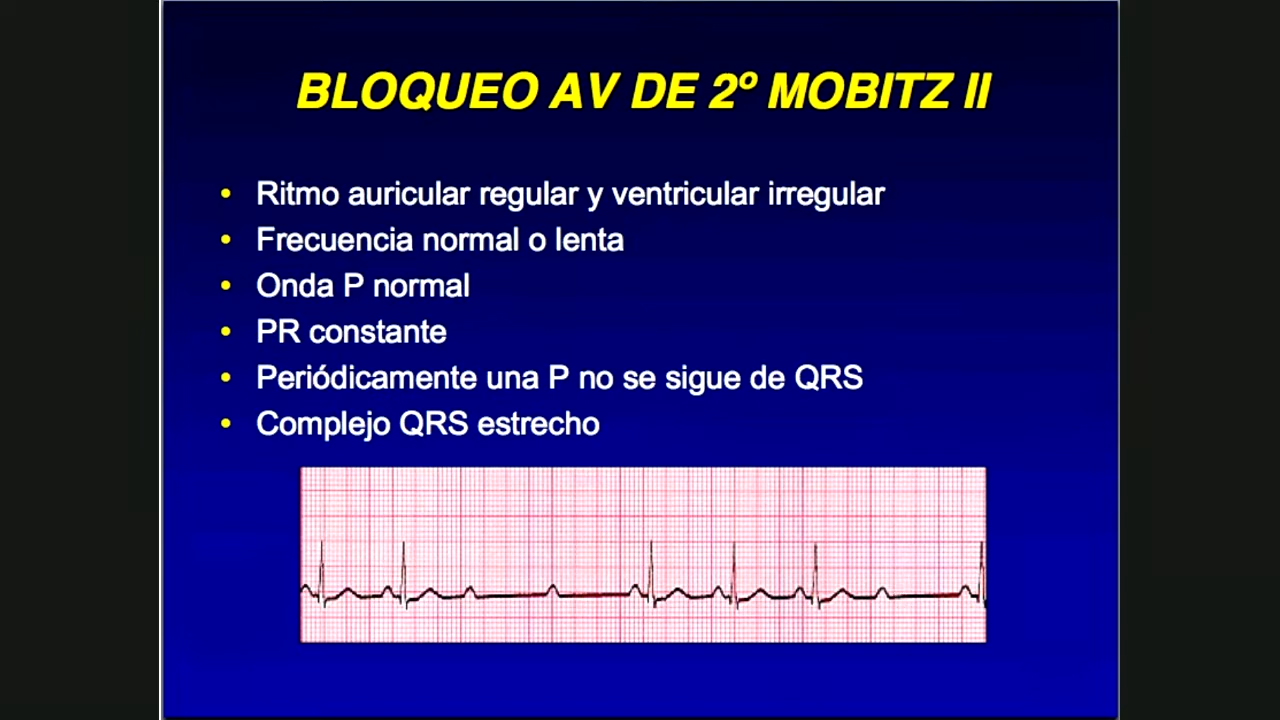 BLOQUEO AV DE 2º MOBITZ II
• Ritmo auricular regular y ventricular irregular
• Frecuencia normal o lenta
• Onda P normal
• PR constante
• Periódicamente una P no se sigue de QRS
• Complejo QRS estrecho